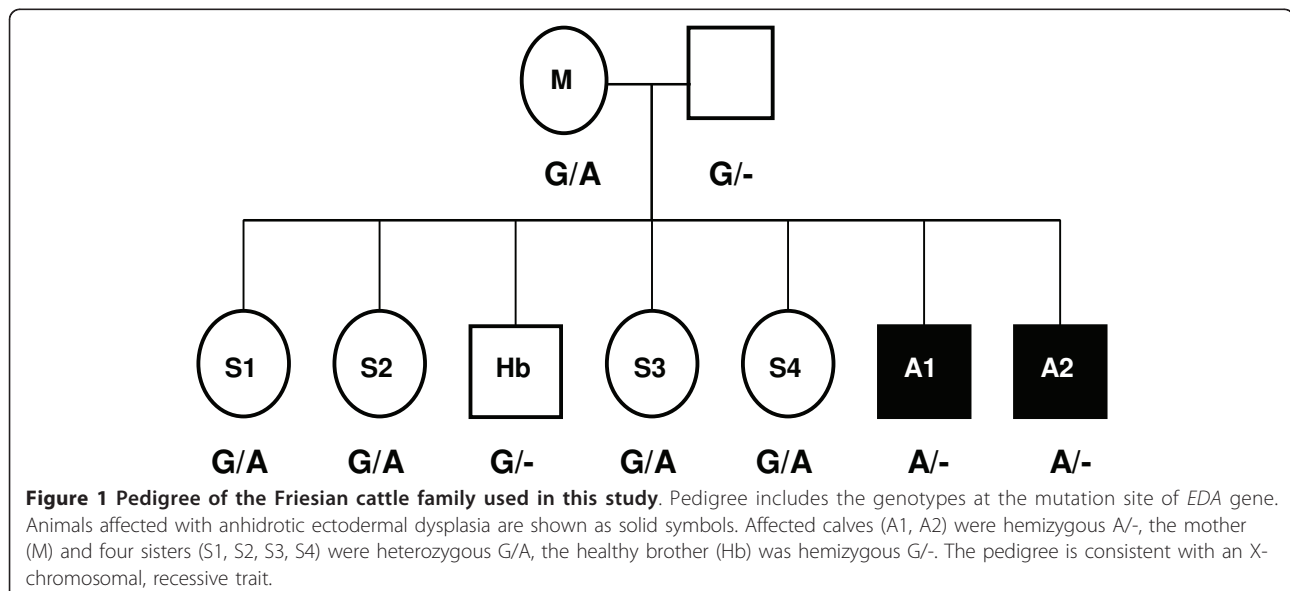 M
G/A G/-
S1 S2 Hb S3 S4 A1 A2
G/A G/A G/- G/A G/A A/- A/-
Figure 1 Pedigree of the Friesian cattle family used in this study. Pedigree includes the genotypes at the mutation site of EDA gene.
Animals affected with anhidrotic ectodermal dysplasia are shown as solid symbols. Affected calves (A1, A2) were hemizygous A/-, the mother
(M) and four sisters (S1, S2, S3, S4) were heterozygous G/A, the healthy brother (Hb) was hemizygous G/-. The pedigree is consistent with an X-
chromosomal, recessive trait.